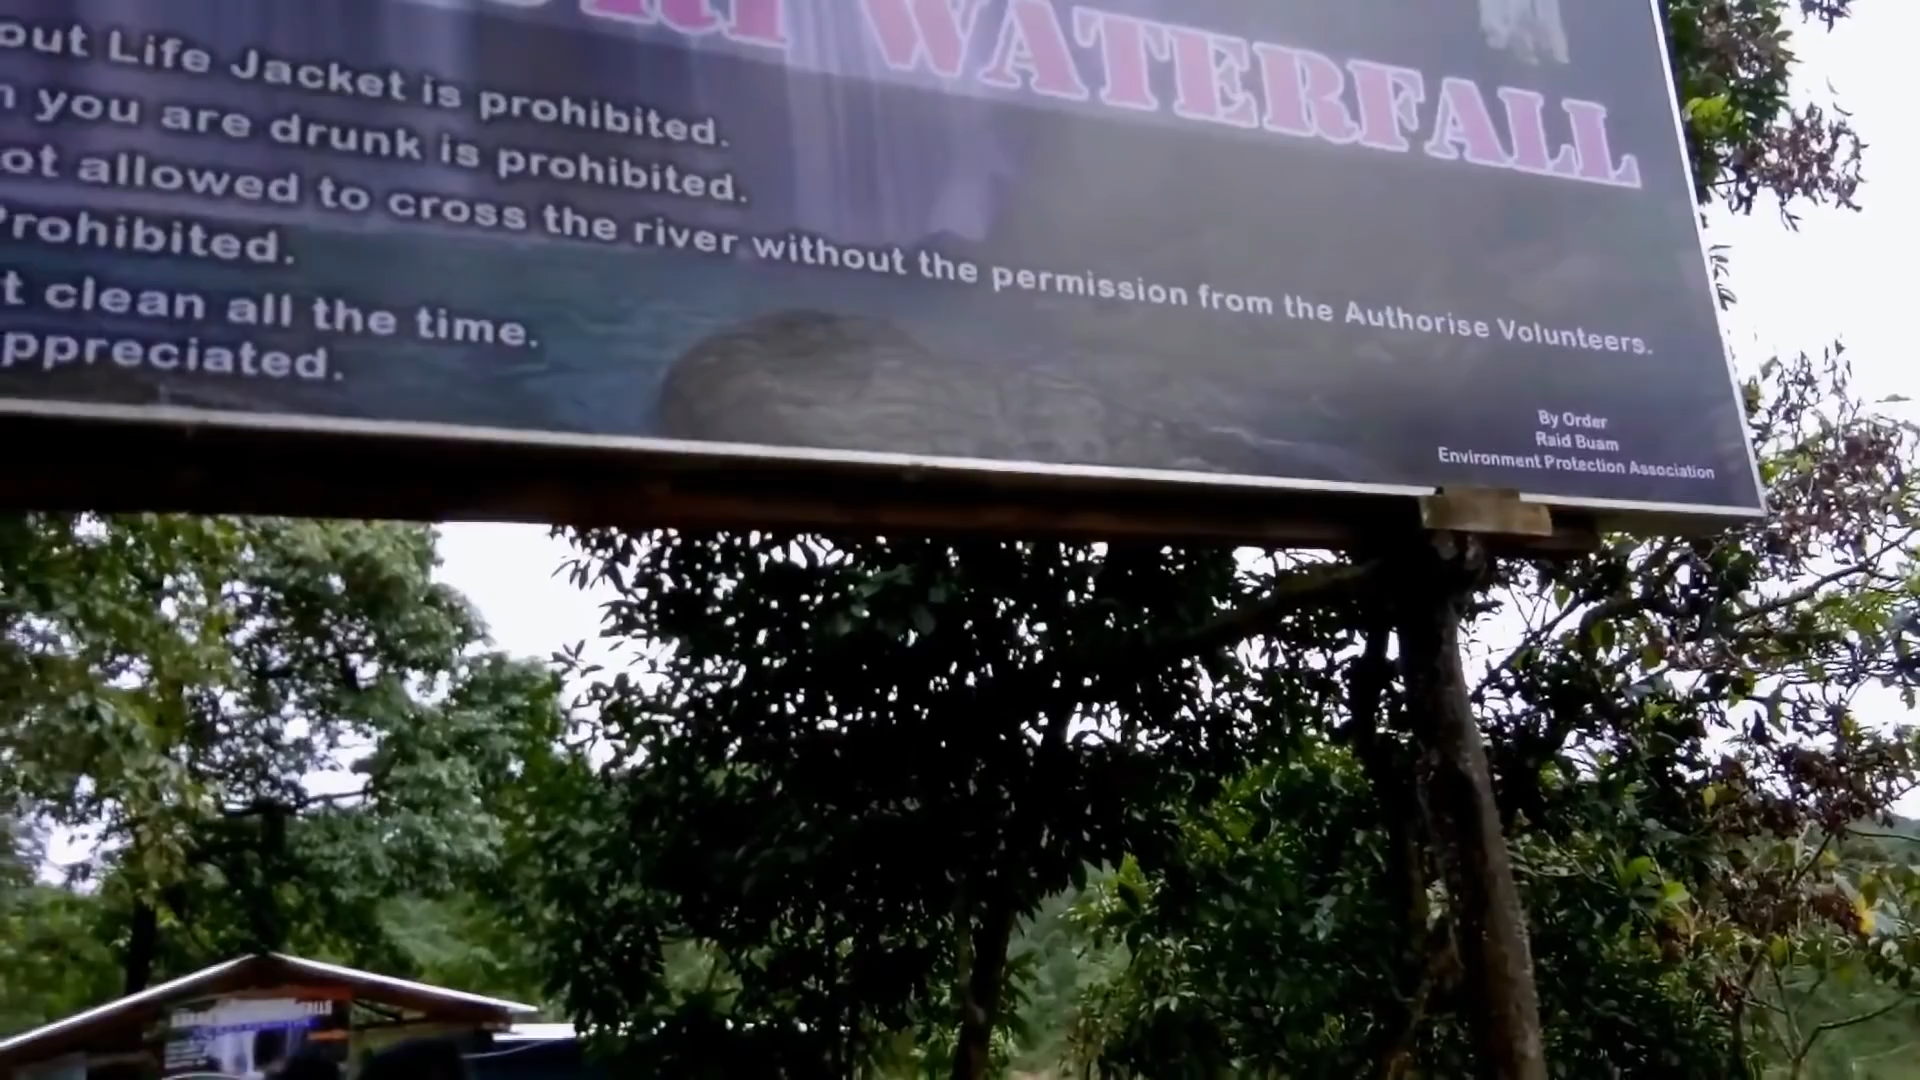 WATERFALL
out Life Jacket is prohibited.
you are drunk is prohibited.
ot allowed to cross the river without the permission from the Authorise Volunteers.
rohibited.
t clean all the time.
ppreciated.
By Order
Raid Buam
Environment Protection Association